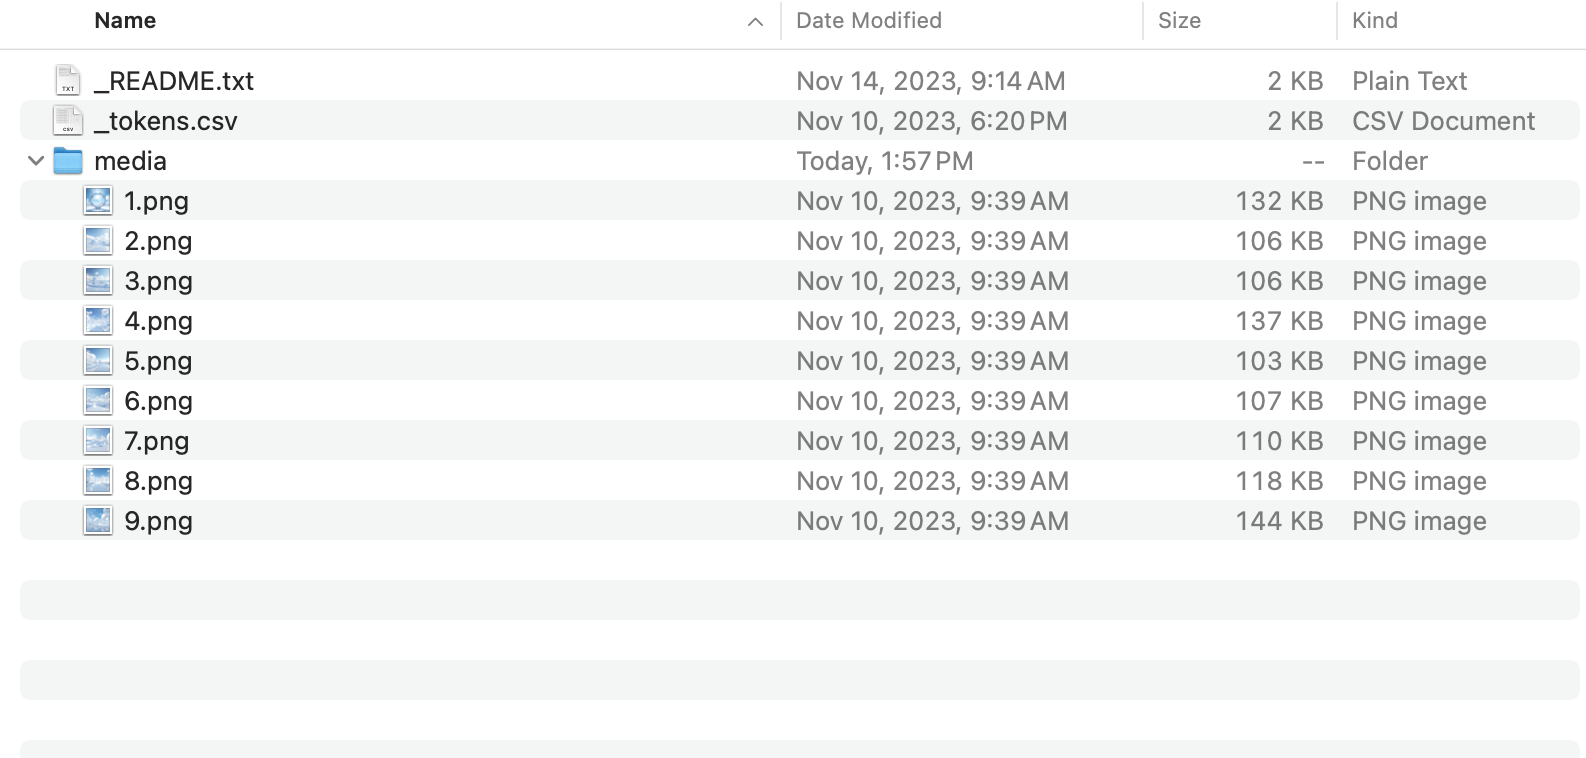 Name Date Modified Size Kind
TXT _README.txt Nov 14, 2023, 9:14 AM 2 KB Plain Text
CSV _tokens.csv Nov 10, 2023, 6:20 PM 2 KB CSV Document
media Today, 1:57 PM -- Folder
1.png Nov 10, 2023, 9:39 AM 132 KB PNG image
2.png Nov 10, 2023, 9:39 AM 106 KB PNG image
3.png Nov 10, 2023, 9:39 AM 106 KB PNG image
4.png Nov 10, 2023, 9:39 AM 137 KB PNG image
5.png Nov 10, 2023, 9:39 AM 103 KB PNG image
6.png Nov 10, 2023, 9:39 AM 107 KB PNG image
7.png Nov 10, 2023, 9:39 AM 110 KB PNG image
8.png Nov 10, 2023, 9:39 AM 118 KB PNG image
9.png Nov 10, 2023, 9:39 AM 144 KB PNG image